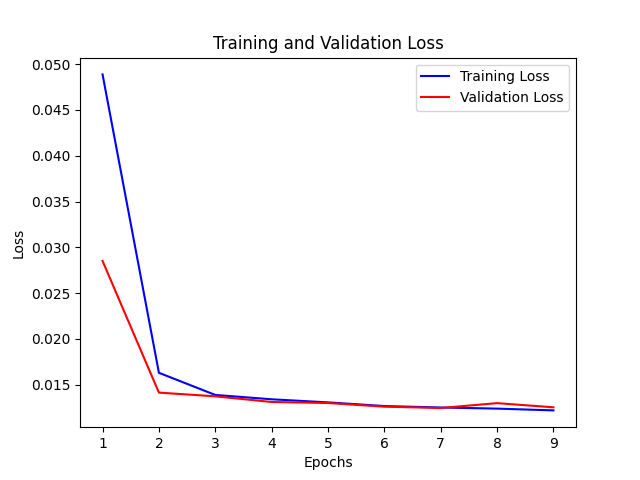 Training and Validation Loss
Training Loss
Validation Loss
Loss
0.050
0.045
0.040
0.035
0.030
0.025
0.020
0.015
1 2 3 4 5 6 7 8 9
Epochs